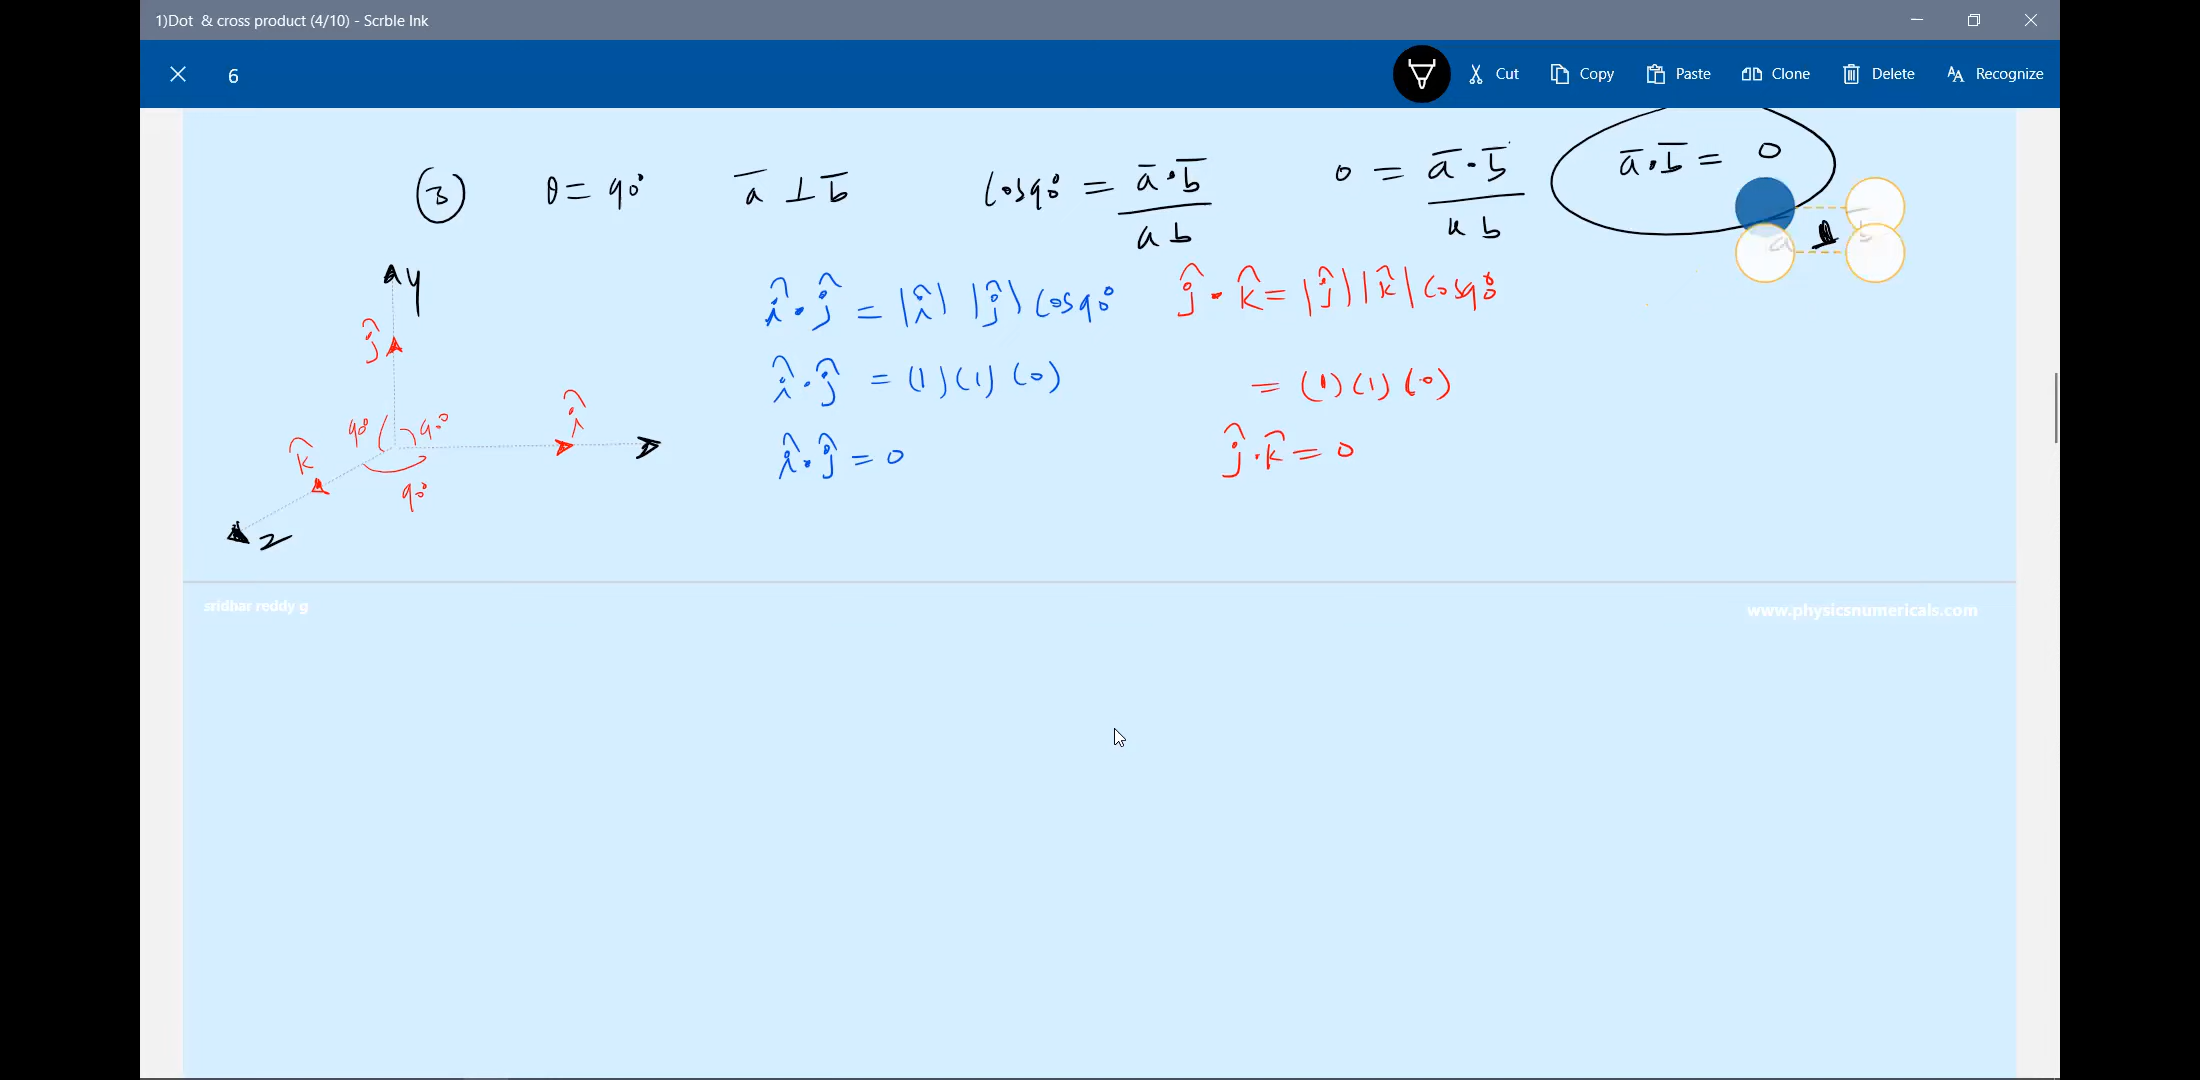 1)Dot & cross product (4/10) - Scrble Ink
6 Cut Copy Paste Clone Delete Recognize
③ θ = 90° a̅ ⊥ b̅ cos90° = a̅·b̅ / ab 0 = a̅·b̅ / ab a̅·b̅ = 0
a ⊥ b
y
ĵ
î
k̂
90° 90°
90°
z
î·ĵ = |î| |ĵ| cos90°
î·ĵ = (1)(1)(0)
î·ĵ = 0
ĵ·k̂ = |ĵ||k̂| cos90°
= (1)(1)(0)
ĵ·k̂ = 0
sridhar reddy g
www.physicsnumericals.com